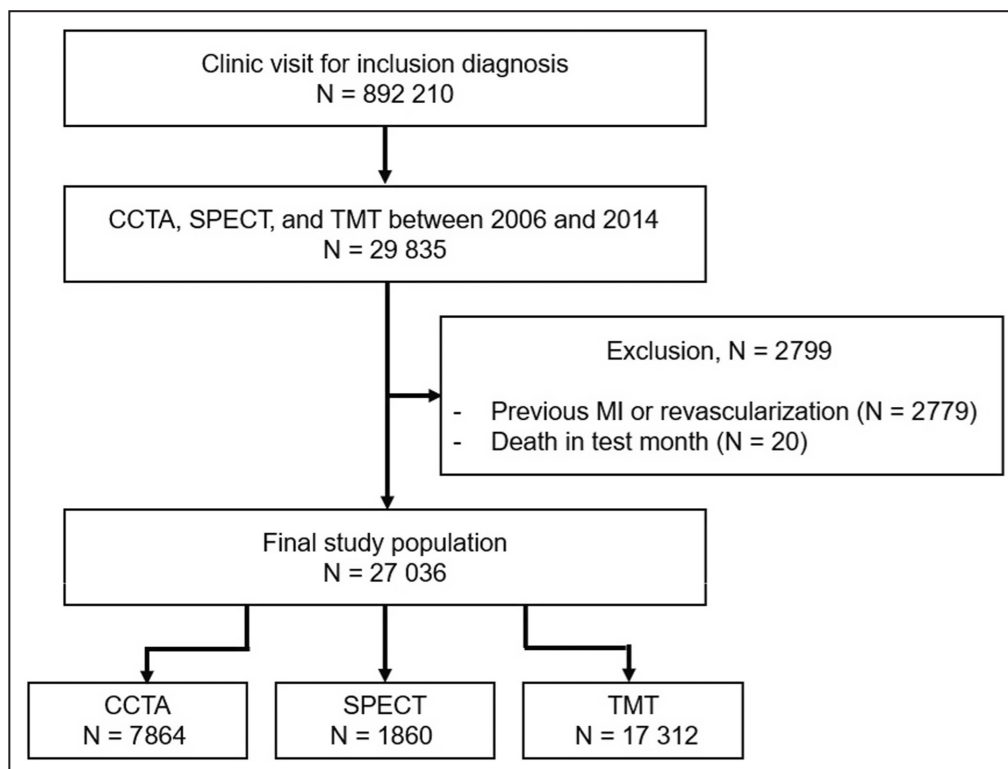 Clinic visit for inclusion diagnosis
N = 892 210
CCTA, SPECT, and TMT between 2006 and 2014
N = 29 835
Exclusion, N = 2799
- Previous MI or revascularization (N = 2779)
- Death in test month (N = 20)
Final study population
N = 27 036
CCTA
N = 7864
SPECT
N = 1860
TMT
N = 17 312